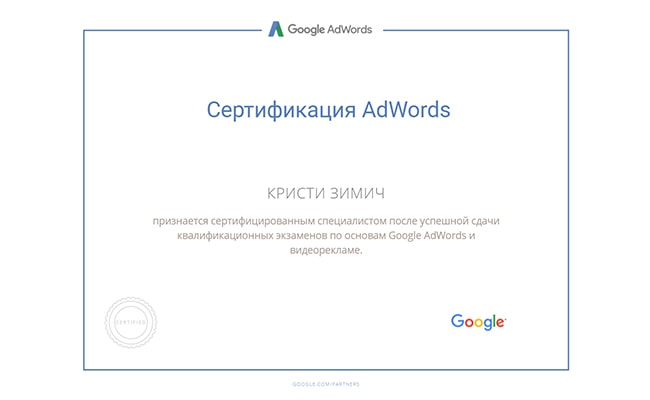 Google AdWords
Сертификация AdWords
КРИСТИ ЗИМИЧ
признается сертифицированным специалистом после успешной сдачи
квалификационных экзаменов по основам Google AdWords и
видеорекламе.
CERTIFIED
Google
GOOGLE.COM/PARTNERS